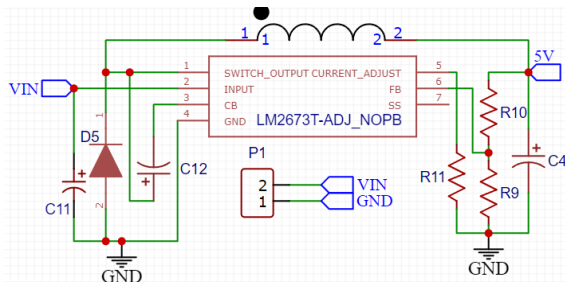 1 1 2 2
5V
VIN
1 SWITCH_OUTPUT CURRENT_ADJUST 5
2 INPUT FB 6
3 CB SS 7
4 GND LM2673T-ADJ_NOPB
R10
1
D5
C12
P1
C4
C11
2 VIN
1 GND
R11
R9
2
GND
GND